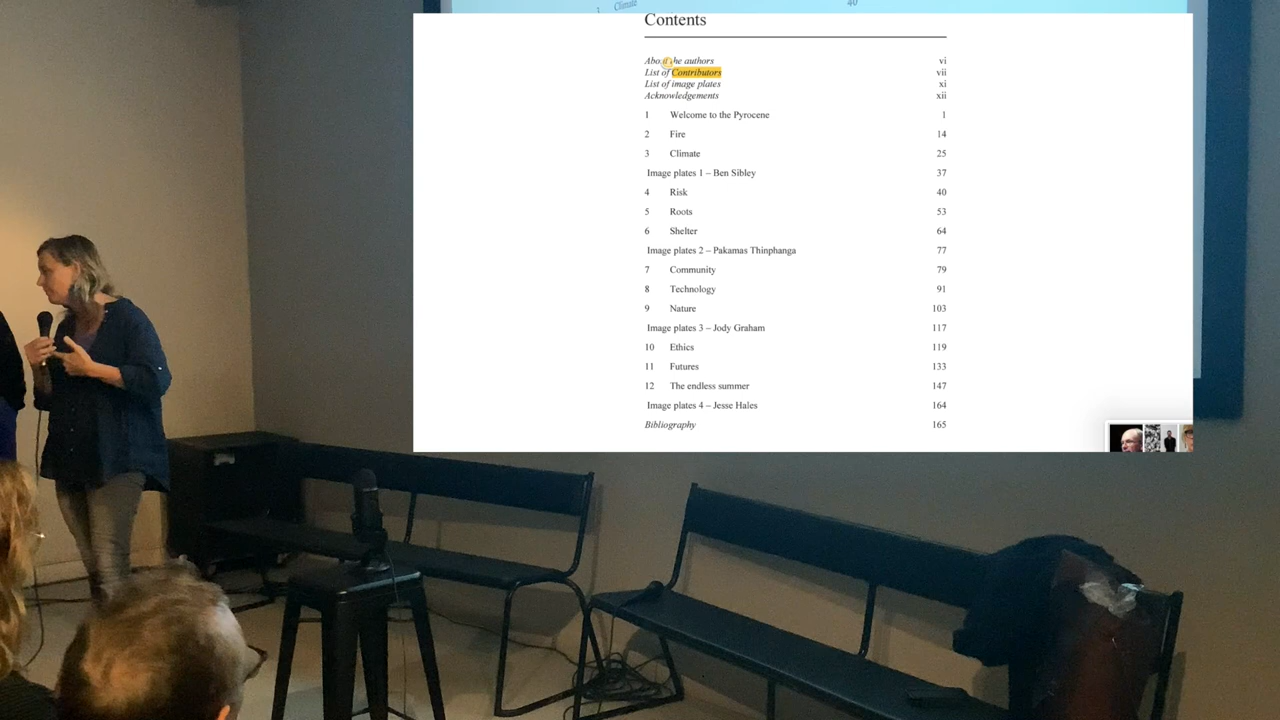 1 Climate 40
Contents
About the authors vi
List of Contributors vii
List of image plates xi
Acknowledgements xii
1 Welcome to the Pyrocene 1
2 Fire 14
3 Climate 25
Image plates 1 – Ben Sibley 37
4 Risk 40
5 Roots 53
6 Shelter 64
Image plates 2 – Pakamas Thinphanga 77
7 Community 79
8 Technology 91
9 Nature 103
Image plates 3 – Jody Graham 117
10 Ethics 119
11 Futures 133
12 The endless summer 147
Image plates 4 – Jesse Hales 164
Bibliography 165